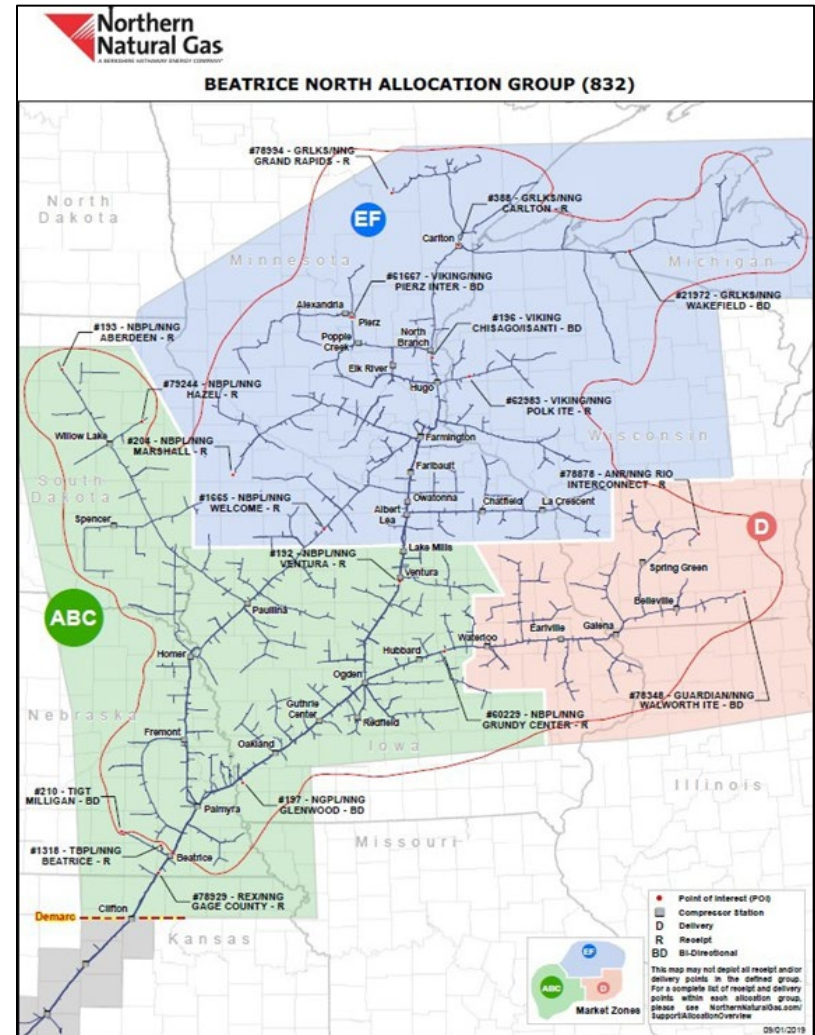 Northern
Natural Gas
A BERKSHIRE HATHAWAY ENERGY COMPANY
BEATRICE NORTH ALLOCATION GROUP (832)
#78994 - GRLKS/NNG
GRAND RAPIDS - R
North
Dakota
#388 - GRLKS/NNG
CARLTON - R
EF
Carlton
Minnesota
Michigan
#61667 - VIKING/NNG
PIERZ INTER - BD
#21972 - GRLKS/NNG
WAKEFIELD - BD
Alexandria
Pierz
#196 - VIKING
CHISAGO/ISANTI - BD
#193 - NBPL/NNG
ABERDEEN - R
Popple
Creek
North
Branch
Elk River
#79244 - NBPL/NNG
HAZEL - R
Hugo
#62983 - VIKING/NNG
POLK ITE - R
#204 - NBPL/NNG
MARSHALL - R
Willow Lake
Farmington
Wisconsin
South
Dakota
Faribault
#78878 - ANR/NNG RIO
INTERCONNECT - R
#1665 - NBPL/NNG
WELCOME - R
Owatonna
Chatfield
La Crescent
Albert
Lea
Spencer
D
#192 - NBPL/NNG
VENTURA - R
Lake Mills
Ventura
Spring Green
Paullina
Belleville
ABC
Waterloo
Earlville
Galena
Homer
Hubbard
Ogden
Guthrie
Center
Redfield
#60229 - NBPL/NNG
GRUNDY CENTER - R
#78348 - GUARDIAN/NNG
WALWORTH ITE - BD
Nebraska
Fremont
Oakland
Iowa
Illinois
#210 - TIGT
MILLIGAN - BD
Palmyra
#197 - NGPL/NNG
GLENWOOD - BD
Missouri
#1318 - TBPL/NNG
BEATRICE - R
Beatrice
#78929 - REX/NNG
GAGE COUNTY - R
Clifton
Demarc
Kansas
Point of Interest (POI)
Compressor Station
D Delivery
R Receipt
BD Bi-Directional
EF
ABC
D
Market Zones
This map may not depict all receipt and/or
delivery points in the defined group.
For a complete list of receipt and delivery
points within each allocation group,
please see NorthernNaturalGas.com/
Support/AllocationOverview
09/01/2019